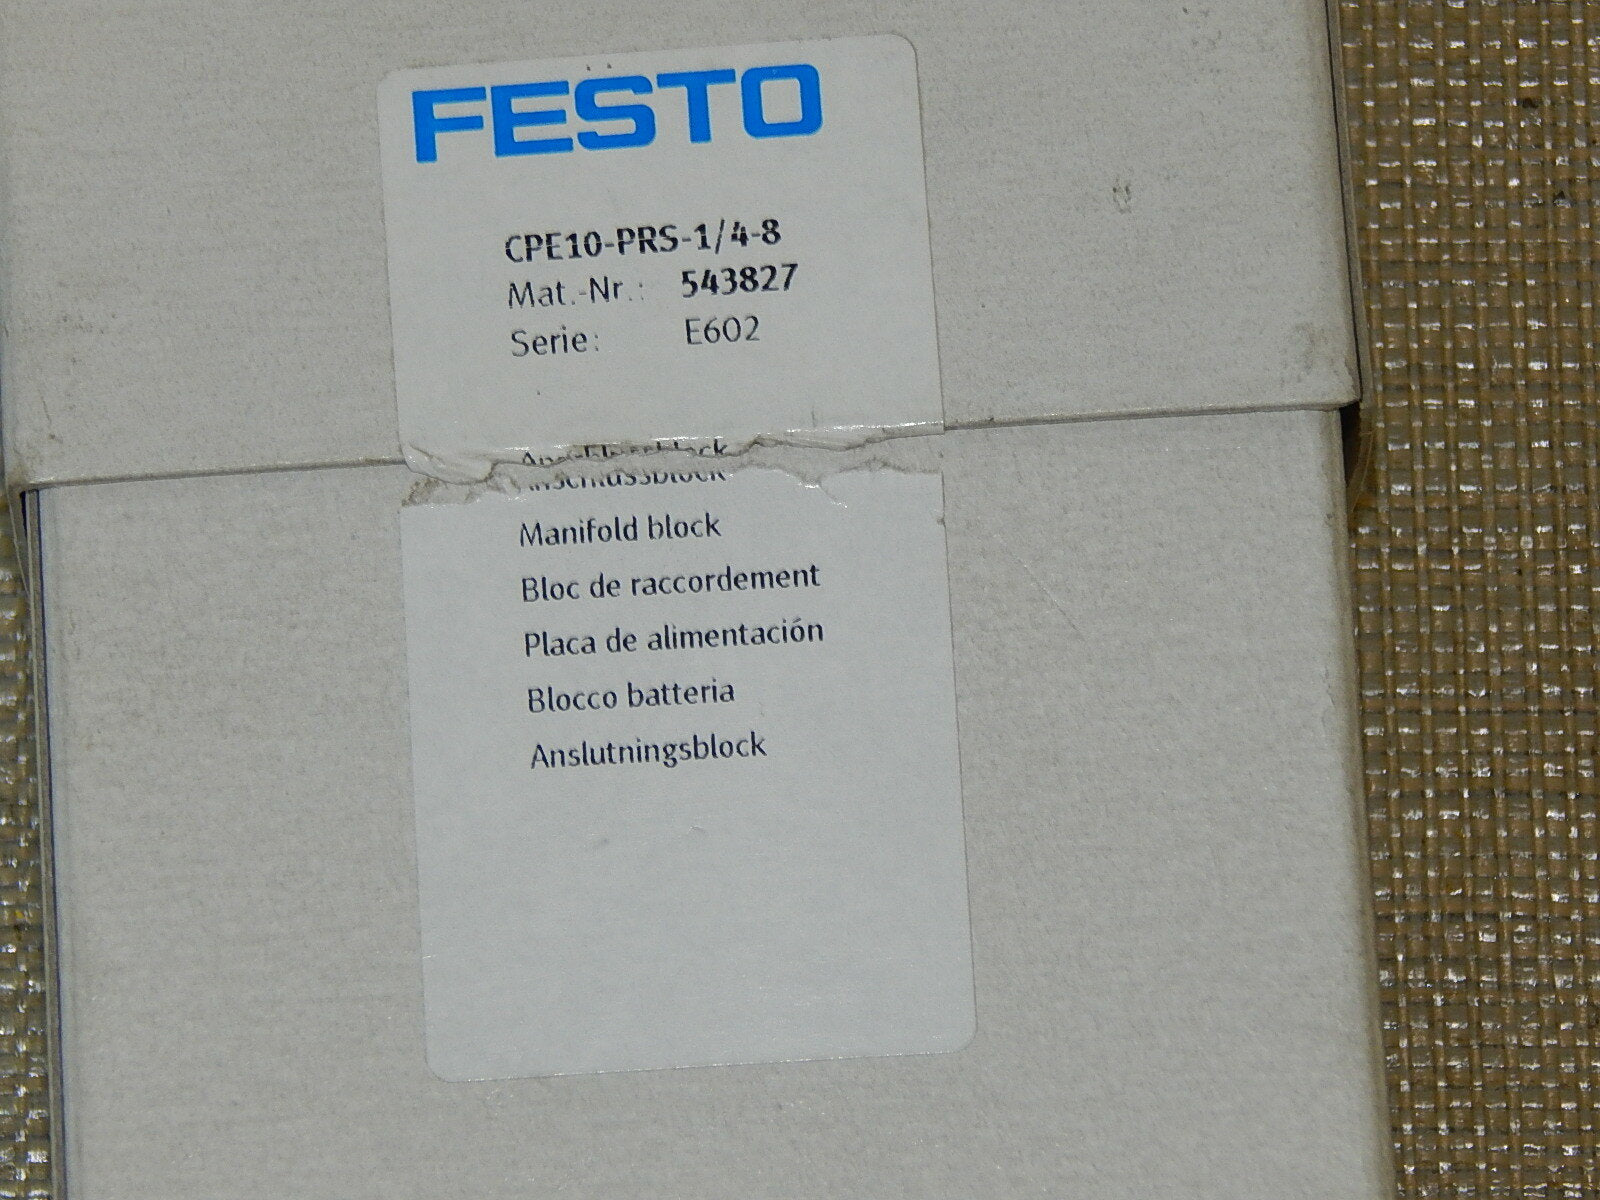 FESTO
CPE10-PRS-1/4-8
Mat.-Nr.: 543827
Serie: E602
Anschlussblock
Manifold block
Bloc de raccordement
Placa de alimentación
Blocco batteria
Anslutningsblock